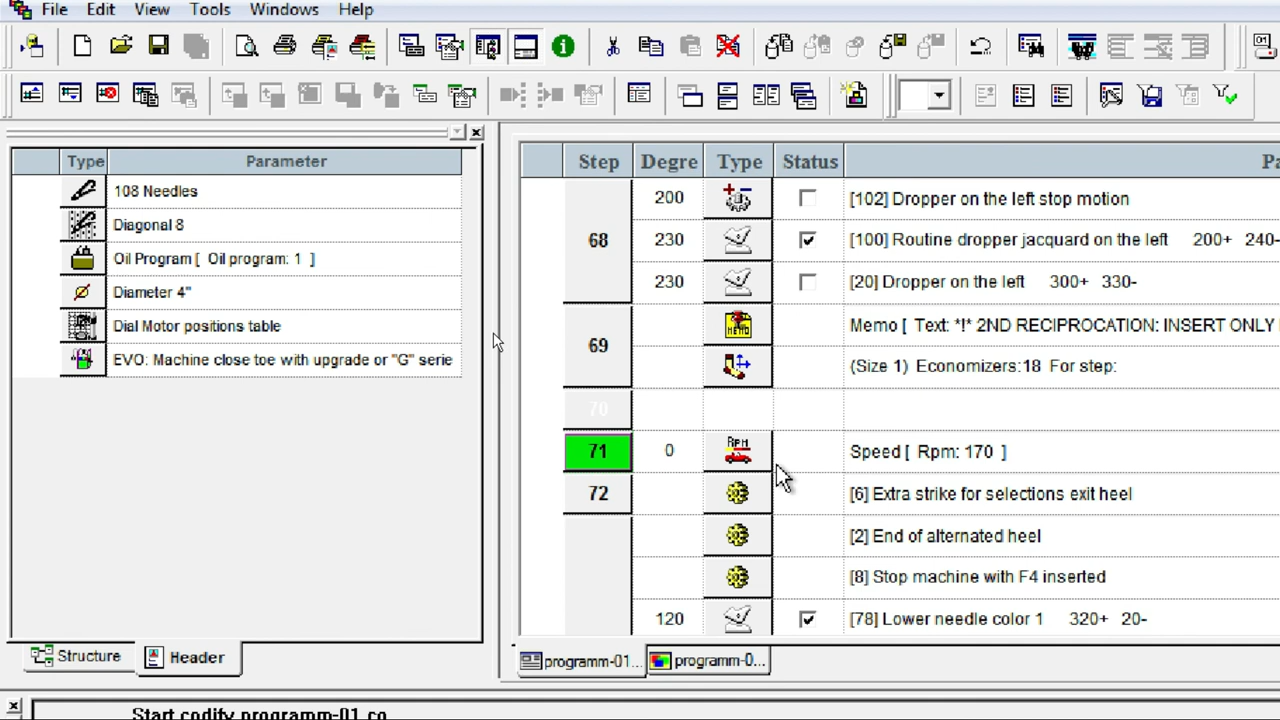 File Edit View Tools Windows Help
Type Parameter
108 Needles
Diagonal 8
Oil Program [ Oil program: 1 ]
Diameter 4"
Dial Motor positions table
EVO: Machine close toe with upgrade or "G" serie
Structure Header
Step Degre Type Status Pa
68
200 [102] Dropper on the left stop motion
230 [100] Routine dropper jacquard on the left 200+ 240-
230 [20] Dropper on the left 300+ 330-
69
Memo [ Text: *!* 2ND RECIPROCATION: INSERT ONLY
(Size 1) Economizers:18 For step:
70
71 0 RPM Speed [ Rpm: 170 ]
72 [6] Extra strike for selections exit heel
[2] End of alternated heel
[8] Stop machine with F4 inserted
120 [78] Lower needle color 1 320+ 20-
programm-01... programm-0...
Start codify programm-01.co